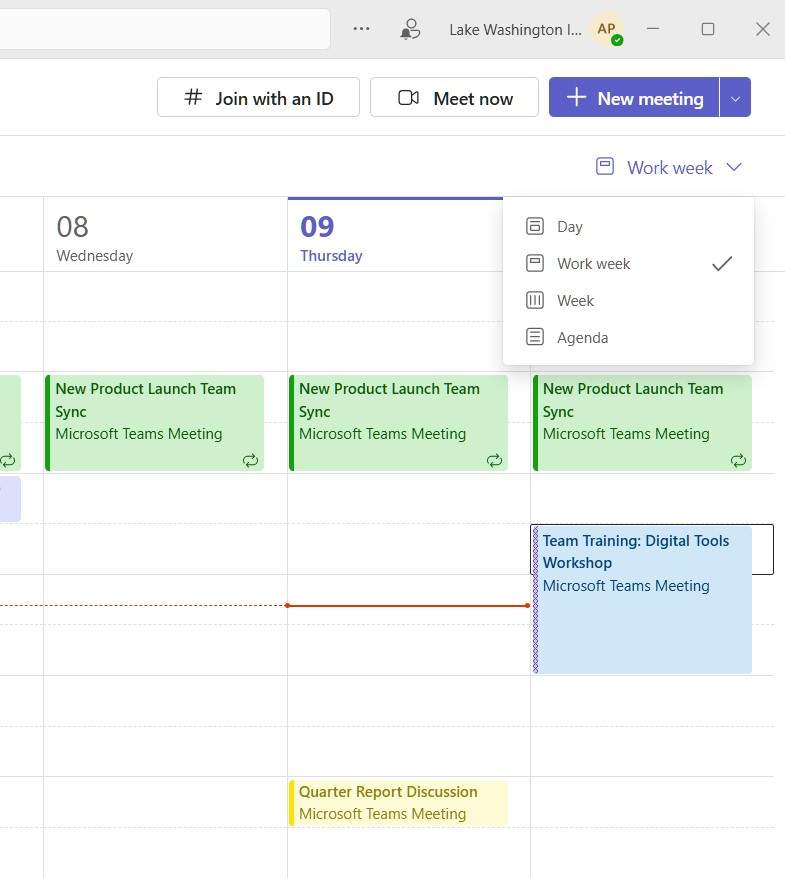 Lake Washington I...
AP
# Join with an ID
Meet now
New meeting
Work week
08
Wednesday
09
Thursday
Day
Work week
Week
Agenda
New Product Launch Team
Sync
Microsoft Teams Meeting
New Product Launch Team
Sync
Microsoft Teams Meeting
New Product Launch Team
Sync
Microsoft Teams Meeting
Team Training: Digital Tools
Workshop
Microsoft Teams Meeting
Quarter Report Discussion
Microsoft Teams Meeting